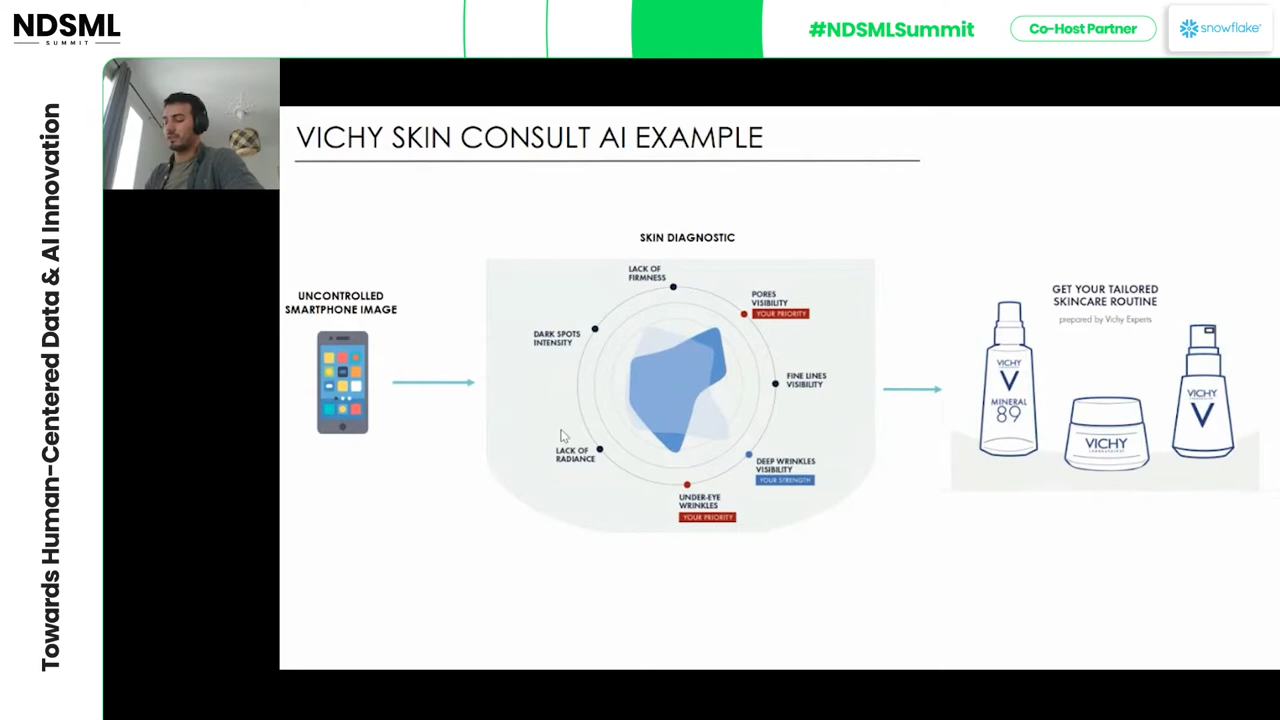 NDSML
SUMMIT
#NDSMLSummit
Co-Host Partner
snowflake
Towards Human-Centered Data & AI Innovation
VICHY SKIN CONSULT AI EXAMPLE
UNCONTROLLED
SMARTPHONE IMAGE
SKIN DIAGNOSTIC
LACK OF
FIRMNESS
PORES
VISIBILITY
YOUR PRIORITY
DARK SPOTS
INTENSITY
FINE LINES
VISIBILITY
LACK OF
RADIANCE
DEEP WRINKLES
VISIBILITY
YOUR STRENGTH
UNDER-EYE
WRINKLES
YOUR PRIORITY
GET YOUR TAILORED
SKINCARE ROUTINE
prepared by Vichy Experts
VICHY
V
MINERAL
89
VICHY
LABORATOIRES
VICHY
V